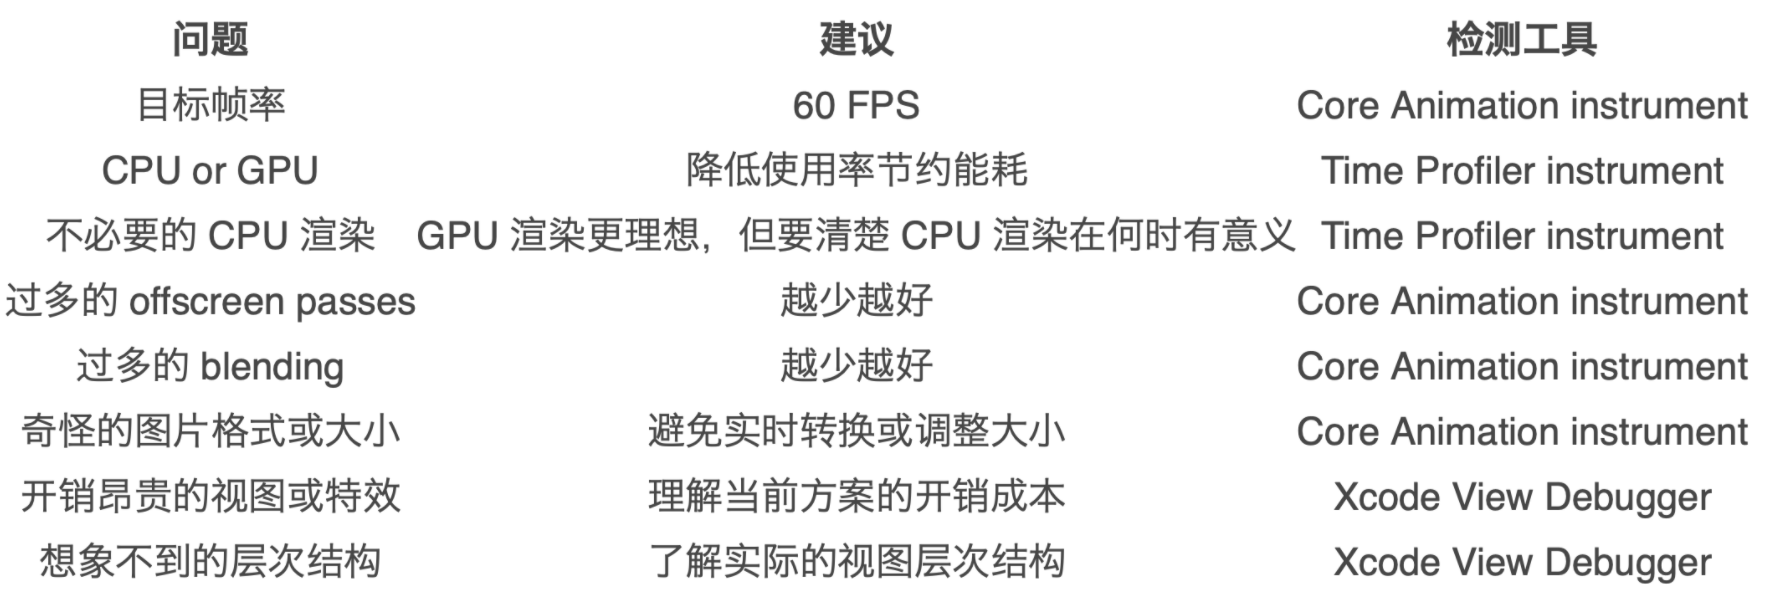 问题 建议 检测工具
目标帧率 60 FPS Core Animation instrument
CPU or GPU 降低使用率节约能耗 Time Profiler instrument
不必要的 CPU 渲染 GPU 渲染更理想，但要清楚 CPU 渲染在何时有意义 Time Profiler instrument
过多的 offscreen passes 越少越好 Core Animation instrument
过多的 blending 越少越好 Core Animation instrument
奇怪的图片格式或大小 避免实时转换或调整大小 Core Animation instrument
开销昂贵的视图或特效 理解当前方案的开销成本 Xcode View Debugger
想象不到的层次结构 了解实际的视图层次结构 Xcode View Debugger